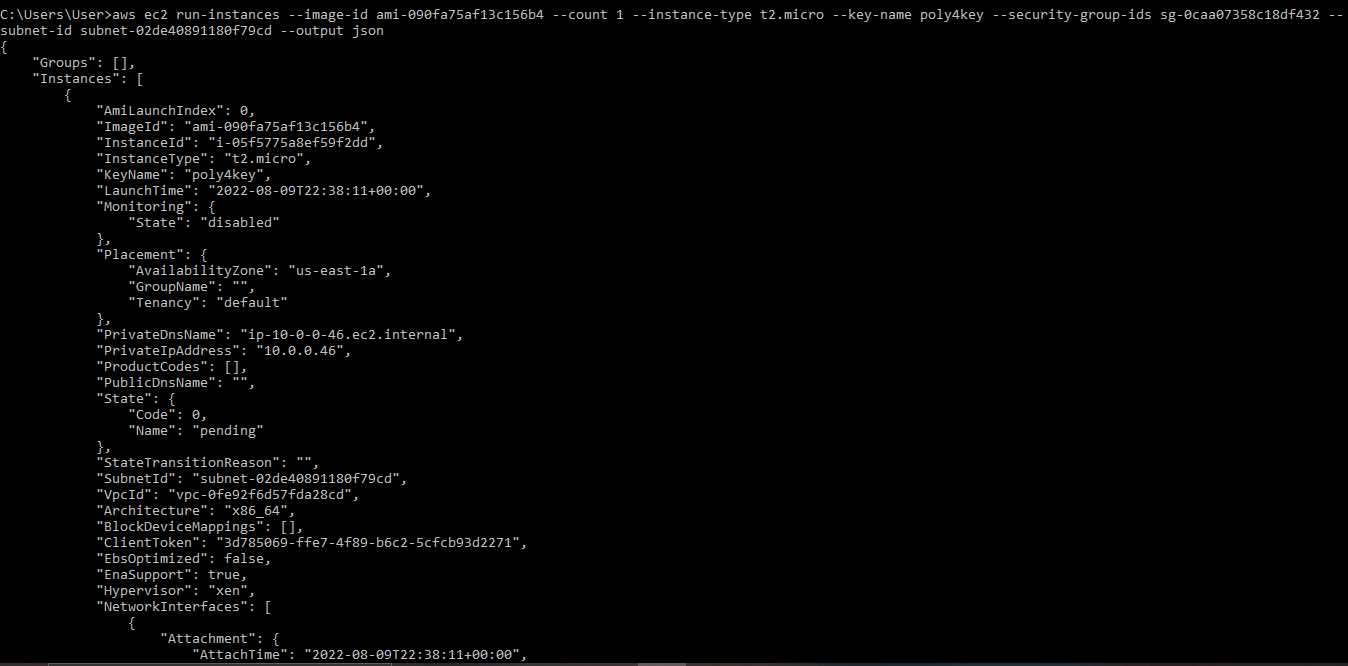 C:\Users\User>aws ec2 run-instances --image-id ami-090fa75af13c156b4 --count 1 --instance-type t2.micro --key-name poly4key --security-group-ids sg-0caa07358c18df432 --
subnet-id subnet-02de40891180f79cd --output json
{
    "Groups": [],
    "Instances": [
        {
            "AmiLaunchIndex": 0,
            "ImageId": "ami-090fa75af13c156b4",
            "InstanceId": "i-05f5775a8ef59f2dd",
            "InstanceType": "t2.micro",
            "KeyName": "poly4key",
            "LaunchTime": "2022-08-09T22:38:11+00:00",
            "Monitoring": {
                "State": "disabled"
            },
            "Placement": {
                "AvailabilityZone": "us-east-1a",
                "GroupName": "",
                "Tenancy": "default"
            },
            "PrivateDnsName": "ip-10-0-0-46.ec2.internal",
            "PrivateIpAddress": "10.0.0.46",
            "ProductCodes": [],
            "PublicDnsName": "",
            "State": {
                "Code": 0,
                "Name": "pending"
            },
            "StateTransitionReason": "",
            "SubnetId": "subnet-02de40891180f79cd",
            "VpcId": "vpc-0fe92f6d57fda28cd",
            "Architecture": "x86_64",
            "BlockDeviceMappings": [],
            "ClientToken": "3d785069-ffe7-4f89-b6c2-5cfcb93d2271",
            "EbsOptimized": false,
            "EnaSupport": true,
            "Hypervisor": "xen",
            "NetworkInterfaces": [
                {
                    "Attachment": {
                        "AttachTime": "2022-08-09T22:38:11+00:00",